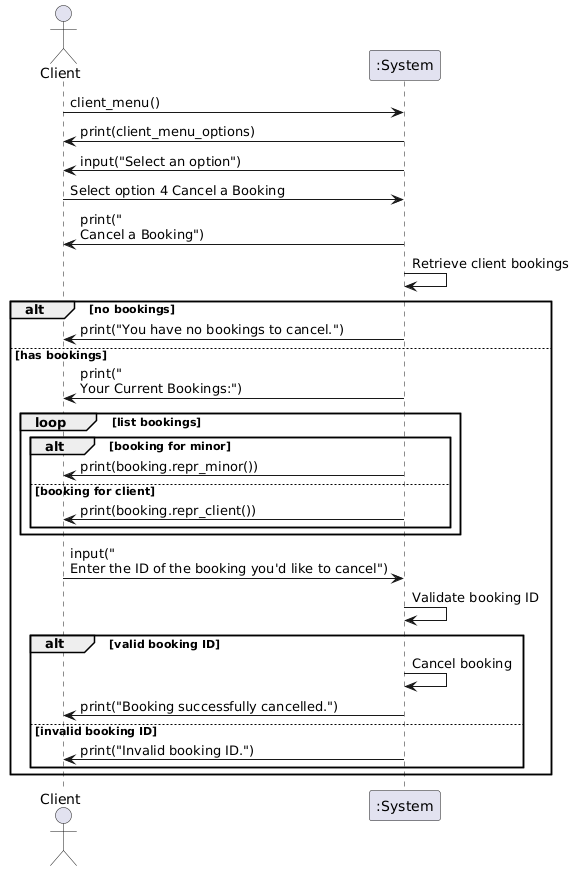 Client
:System
client_menu()
print(client_menu_options)
input("Select an option")
Select option 4 Cancel a Booking
print("
Cancel a Booking")
Retrieve client bookings
alt [no bookings]
print("You have no bookings to cancel.")
[has bookings]
print("
Your Current Bookings:")
loop [list bookings]
alt [booking for minor]
print(booking.repr_minor())
[booking for client]
print(booking.repr_client())
input("
Enter the ID of the booking you'd like to cancel")
Validate booking ID
alt [valid booking ID]
Cancel booking
print("Booking successfully cancelled.")
[invalid booking ID]
print("Invalid booking ID.")
Client
:System